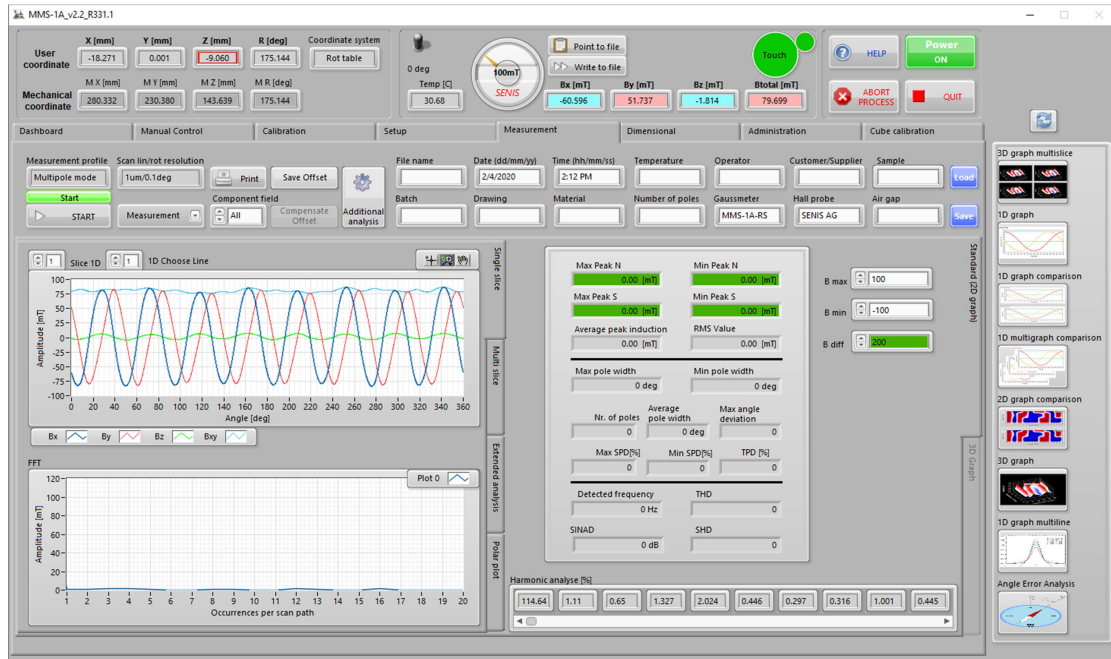 MMS-1A_v2.2_R331.1
X [mm] Y [mm] Z [mm] R [deg] Coordinate system
User coordinate -18.271 0.001 -9.060 175.144 Rot table
M X [mm] M Y [mm] M Z [mm] M R [deg]
Mechanical coordinate 280.332 230.380 143.639 175.144
0 deg
Temp [C]
30.68
100mT
SENIS
Point to file
Write to file
Bx [mT] By [mT] Bz [mT] Btotal [mT]
-60.596 51.737 -1.814 79.699
Touch
HELP
Power
ON
ABORT PROCESS
QUIT
Dashboard Manual Control Calibration Setup Measurement Dimensional Administration Cube calibration
Measurement profile Scan lin/rot resolution
Multipole mode 1um/0.1deg Print Save Offset
Start
START Measurement
Component field
All
Compensate Offset
Additional analysis
File name Date (dd/mm/yy) Time (hh/mm/ss) Temperature Operator Customer/Supplier Sample
2/4/2020 2:12 PM Load
Batch Drawing Material Number of poles Gaussmeter Hall probe Air gap
MMS-1A-RS SENIS AG Save
1 Slice 1D 1 1D Choose Line
100
75
50
25
0
-25
-50
-75
-100
Amplitude [mT]
0 20 40 60 80 100 120 140 160 180 200 220 240 260 280 300 320 340 360
Angle [deg]
Bx By Bz Bxy
FFT
Plot 0
120
100
80
60
40
20
0
Amplitude [mT]
1 2 3 4 5 6 7 8 9 10 11 12 13 14 15 16 17 18 19 20
Occurrences per scan path
Single slice
Multi slice
Extended analysis
Polar plot
Max Peak N Min Peak N
0.00 [mT] 0.00 [mT]
Max Peak S Min Peak S
0.00 [mT] 0.00 [mT]
Average peak induction RMS Value
0.00 [mT] 0.00 [mT]
Max pole width Min pole width
0 deg 0 deg
Nr. of poles Average pole width Max angle deviation
0 0 deg 0
Max SPD[%] Min SPD[%] TPD [%]
0 0 0
Detected frequency THD
0 Hz 0
SINAD SHD
0 dB 0
B max 100
B min -100
B diff 200
Standard (2D graph)
3D Graph
Harmonic analyse [%]
114.64 1.11 0.65 1.327 2.024 0.446 0.297 0.316 1.001 0.445
3D graph multislice
1D graph
1D graph comparison
1D multigraph comparison
2D graph comparison
3D graph
1D graph multiline
Angle Error Analysis